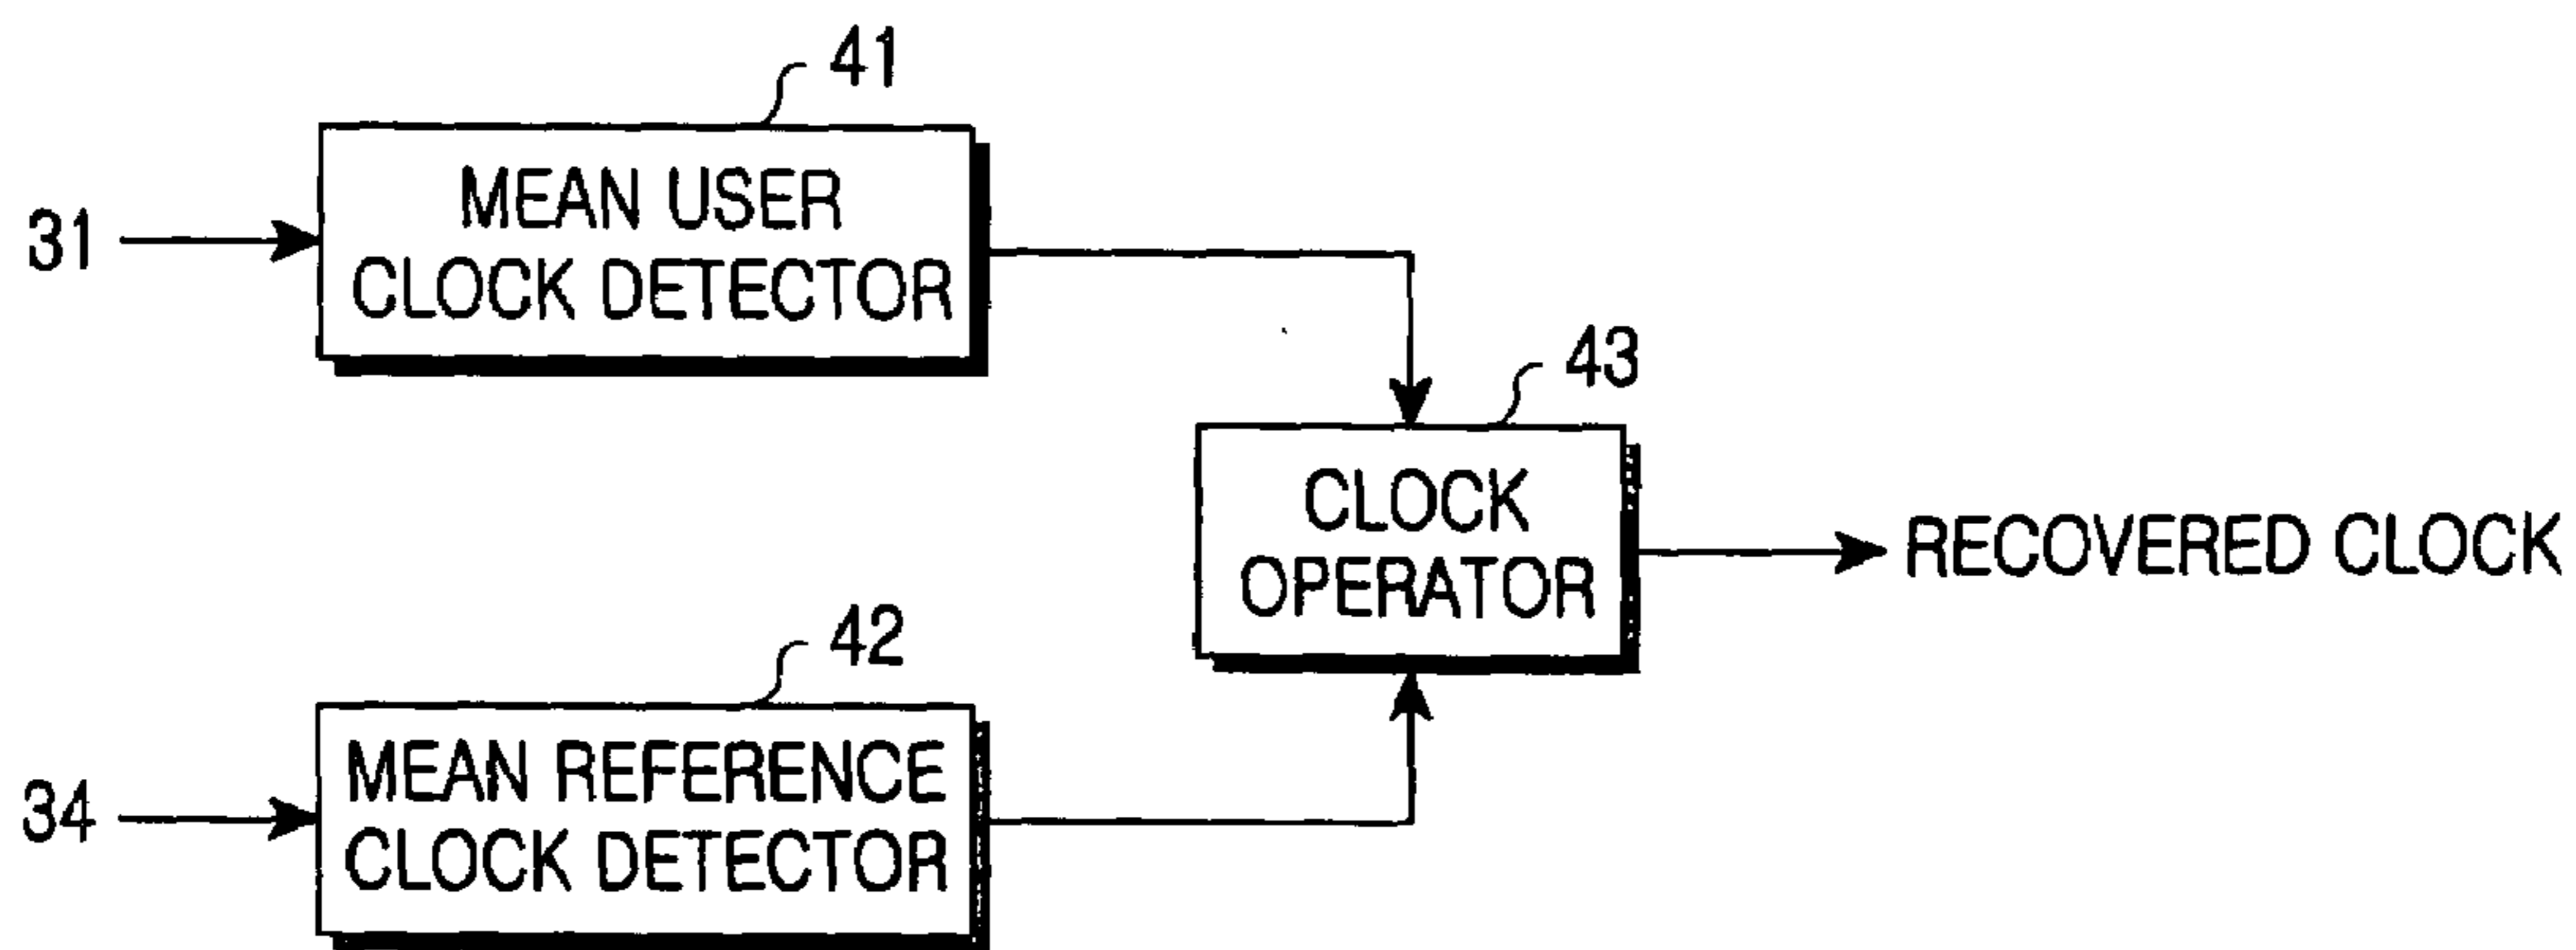 41
31
MEAN USER
CLOCK DETECTOR
43
CLOCK
OPERATOR
RECOVERED CLOCK
42
34
MEAN REFERENCE
CLOCK DETECTOR